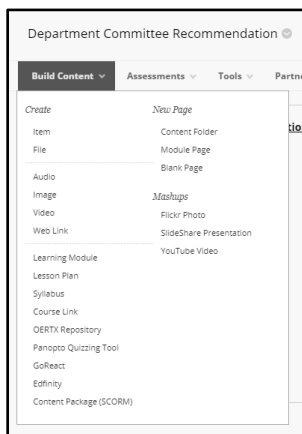 Department Committee Recommendation
Build Content
Assessments
Tools
Partn
Create
Item
File
Audio
Image
Video
Web Link
Learning Module
Lesson Plan
Syllabus
Course Link
OERTX Repository
Panopto Quizzing Tool
GoReact
Edfinity
Content Package (SCORM)
New Page
Content Folder
Module Page
Blank Page
Mashups
Flickr Photo
SlideShare Presentation
YouTube Video
tio